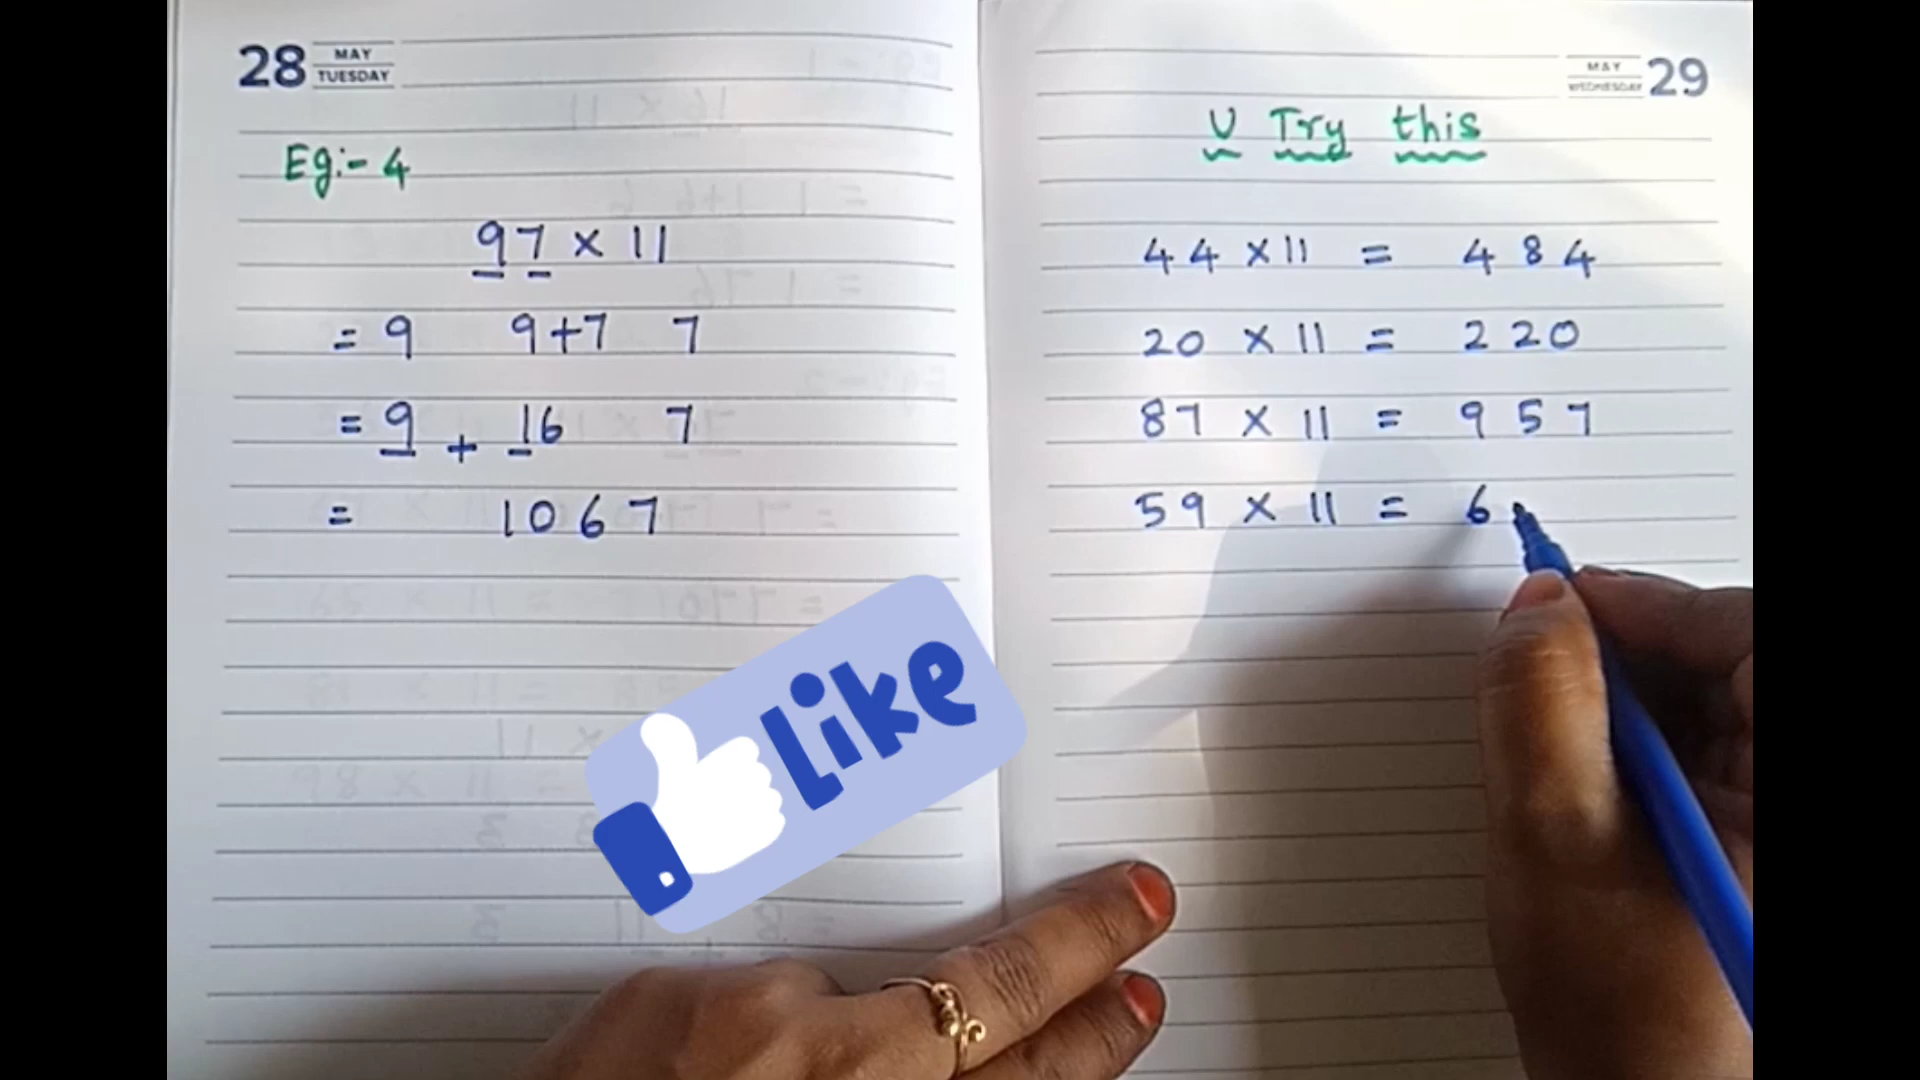 28 MAY
TUESDAY
Eg:- 4
97 x 11
= 9 9+7 7
= 9 + 16 7
= 1067
Like
MAY 29
WEDNESDAY
U Try this
44 x 11 = 484
20 x 11 = 220
87 x 11 = 957
59 x 11 = 6